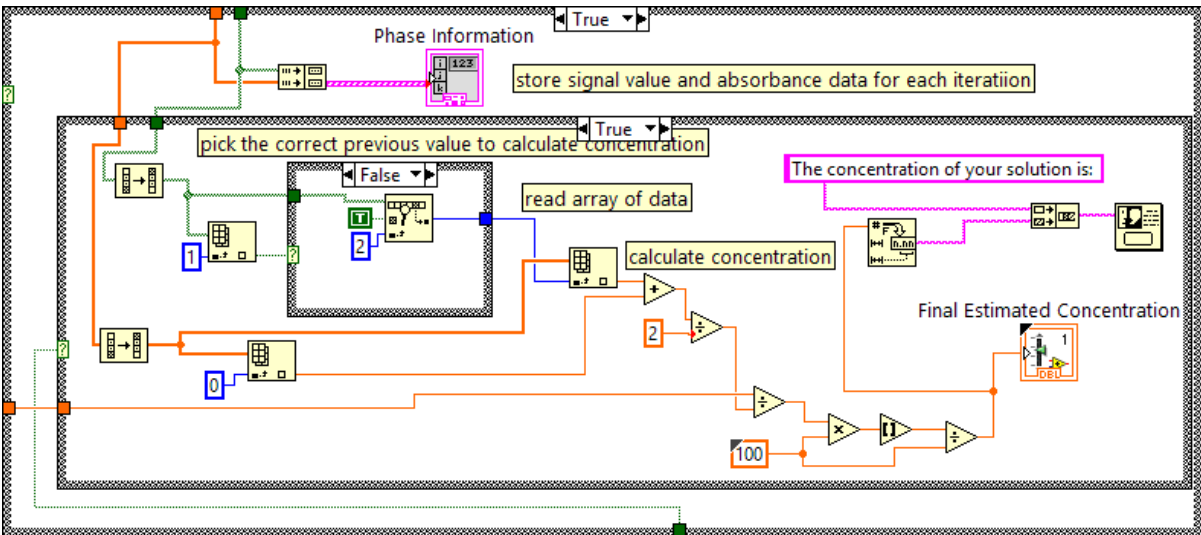 True
Phase Information
123
store signal value and absorbance data for each iteratiion
True
pick the correct previous value to calculate concentration
The concentration of your solution is:
False
read array of data
T
2
1
calculate concentration
Final Estimated Concentration
2
1
DBL
0
100